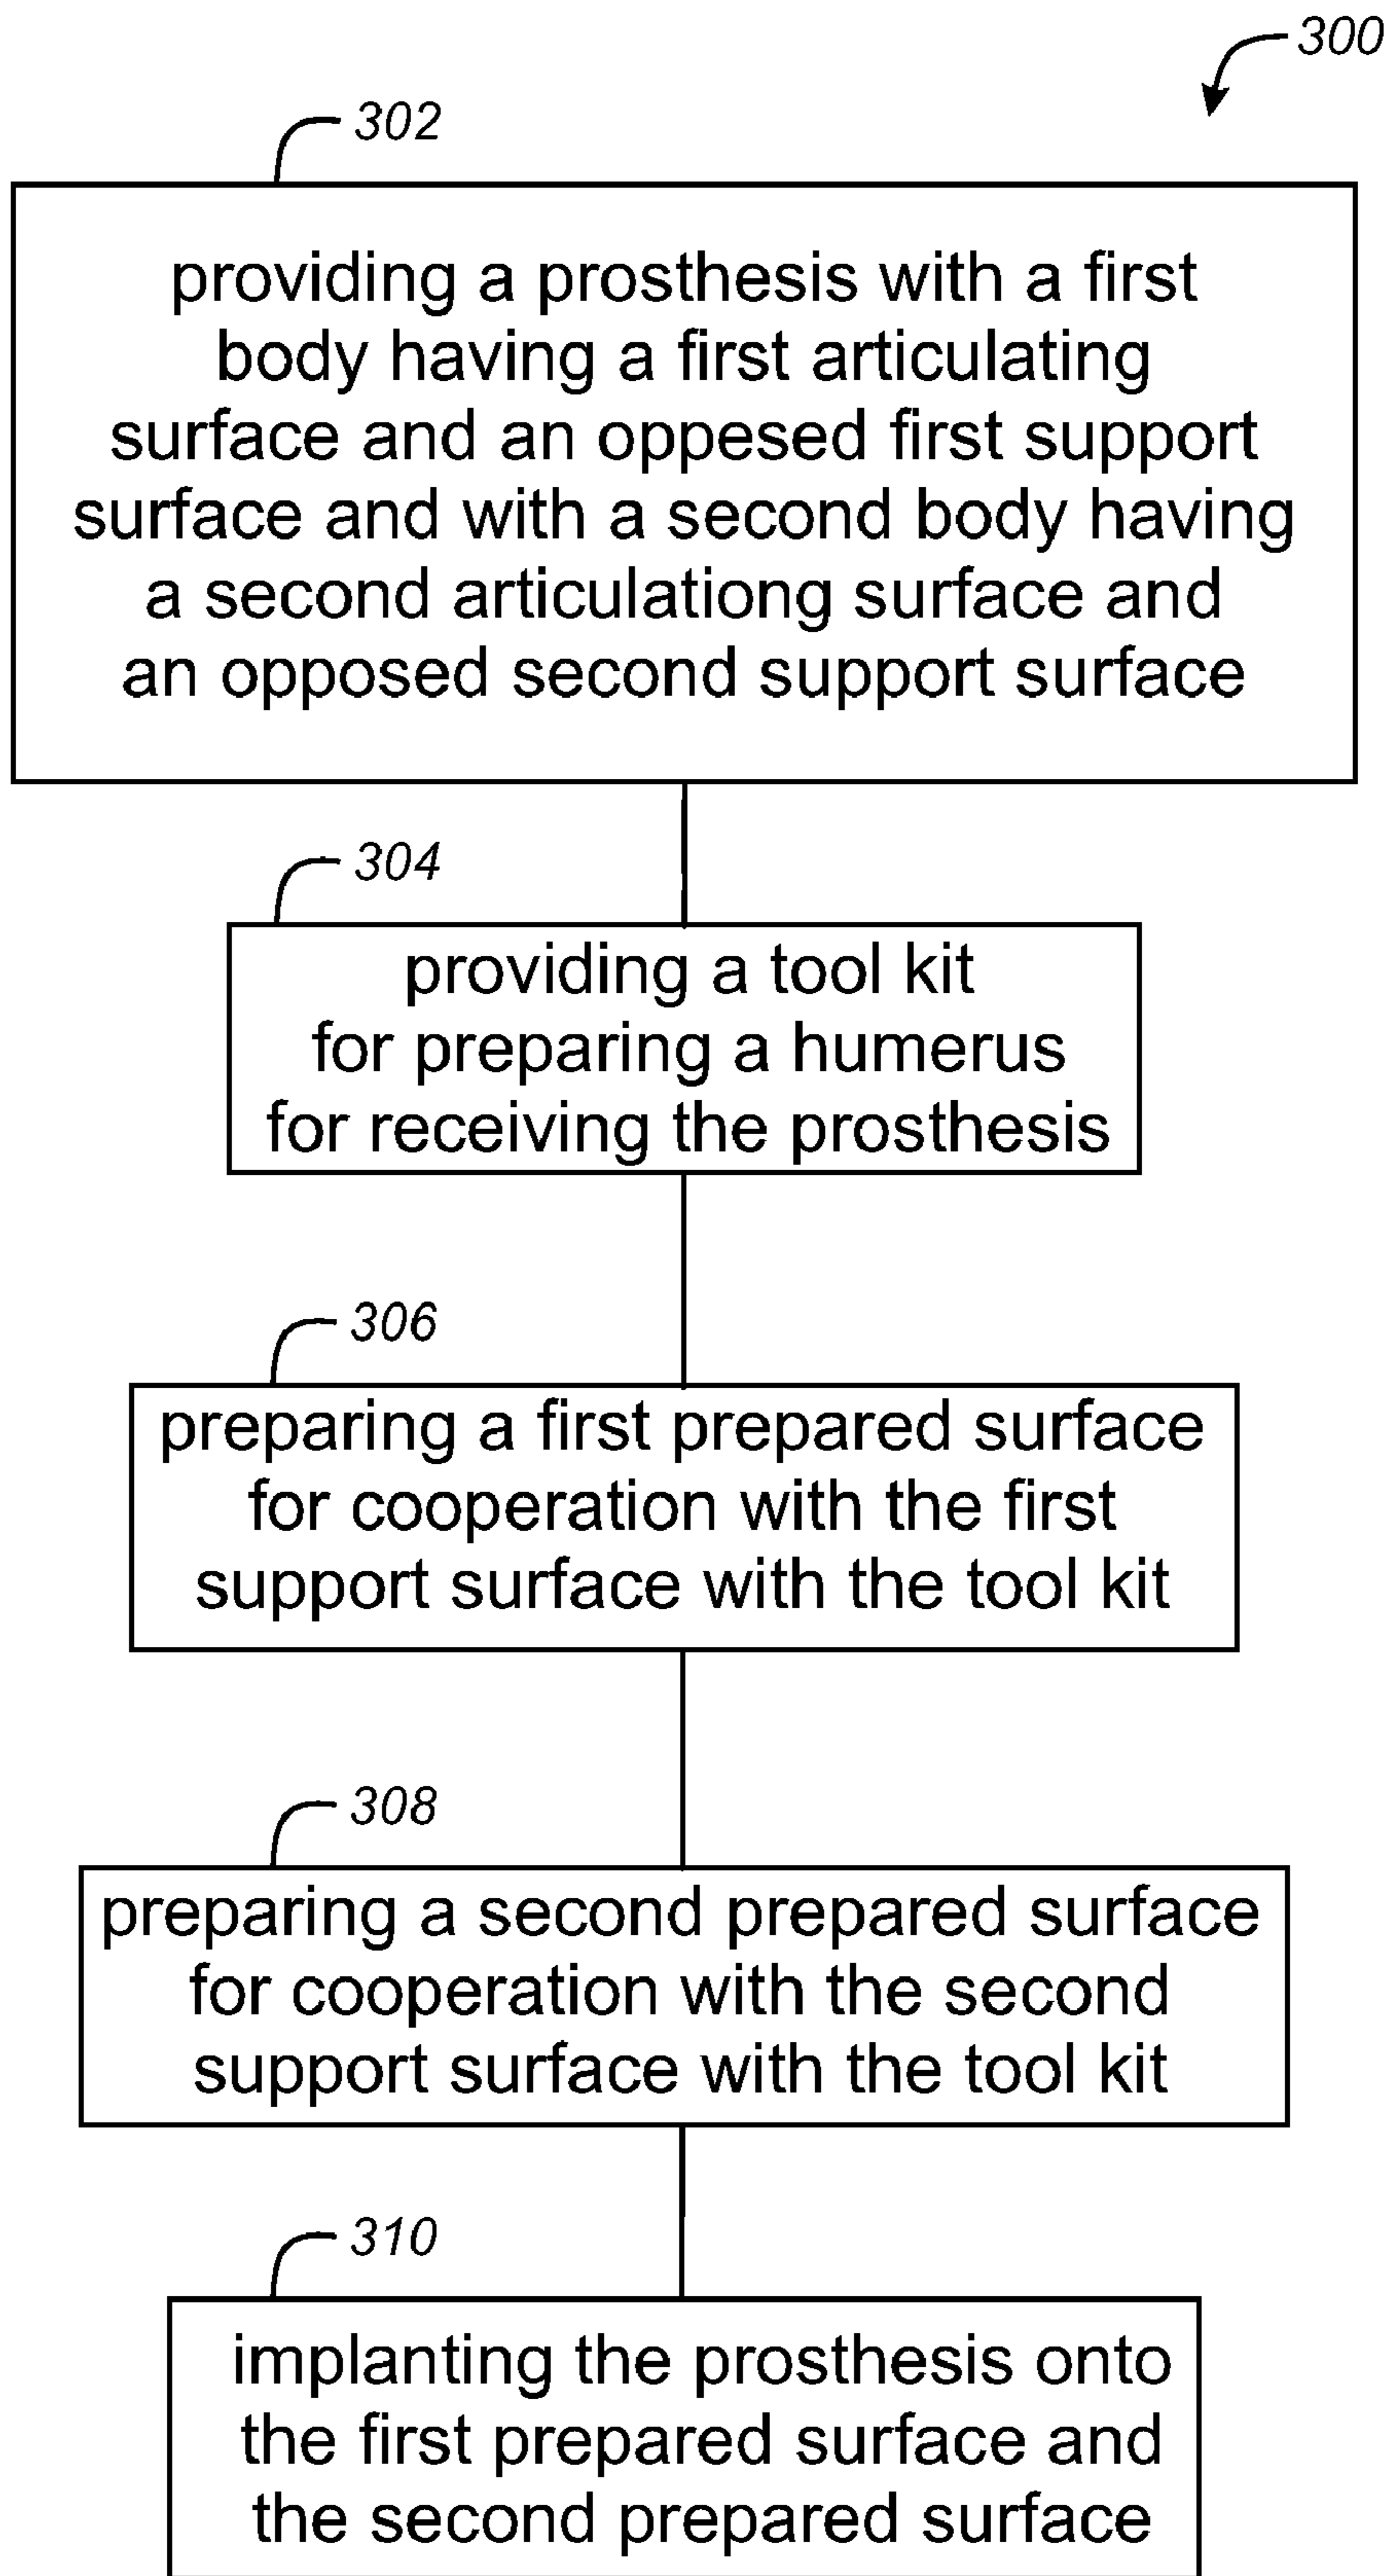 300
302
providing a prosthesis with a first
body having a first articulating
surface and an oppesed first support
surface and with a second body having
a second articulationg surface and
an opposed second support surface
304
providing a tool kit
for preparing a humerus
for receiving the prosthesis
306
preparing a first prepared surface
for cooperation with the first
support surface with the tool kit
308
preparing a second prepared surface
for cooperation with the second
support surface with the tool kit
310
implanting the prosthesis onto
the first prepared surface and
the second prepared surface